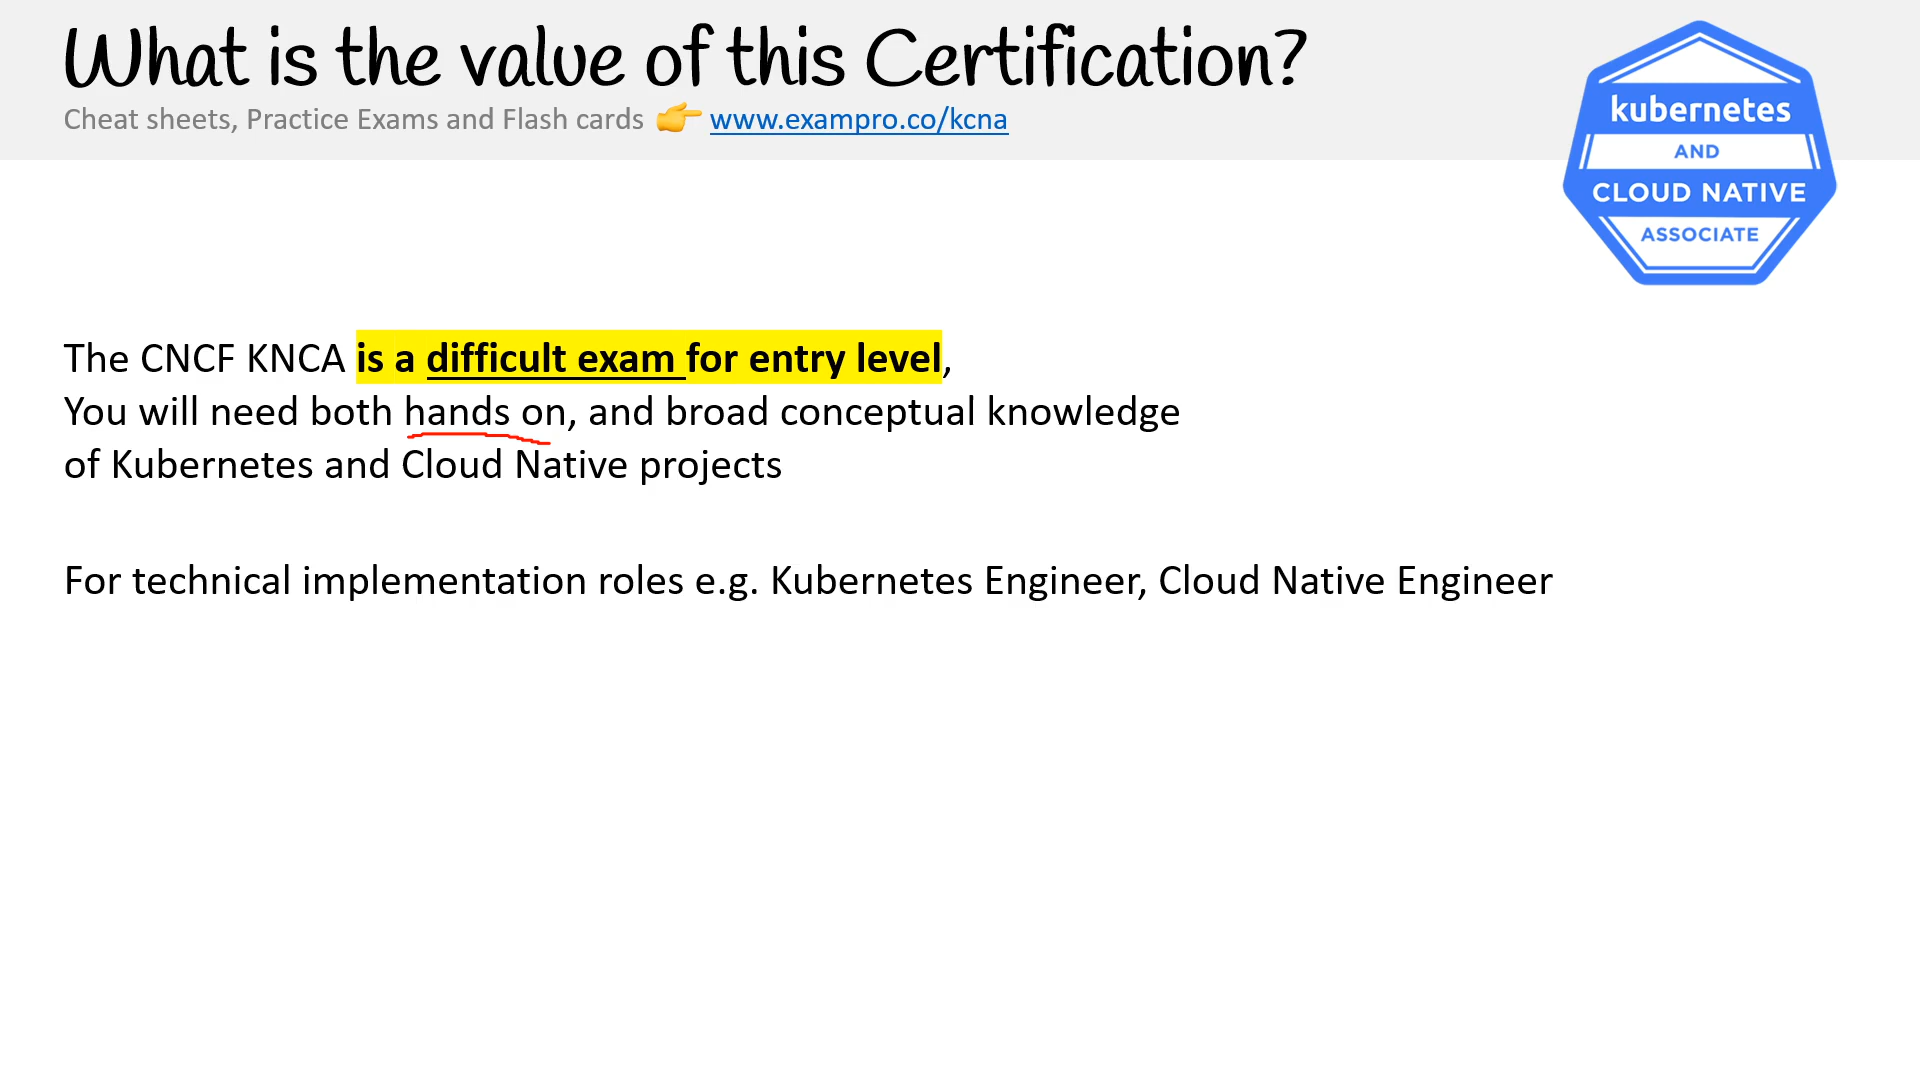 What is the value of this Certification?
Cheat sheets, Practice Exams and Flash cards 👉 www.exampro.co/kcna
kubernetes
AND
CLOUD NATIVE
ASSOCIATE
The CNCF KNCA is a difficult exam for entry level,
You will need both hands on, and broad conceptual knowledge
of Kubernetes and Cloud Native projects
For technical implementation roles e.g. Kubernetes Engineer, Cloud Native Engineer